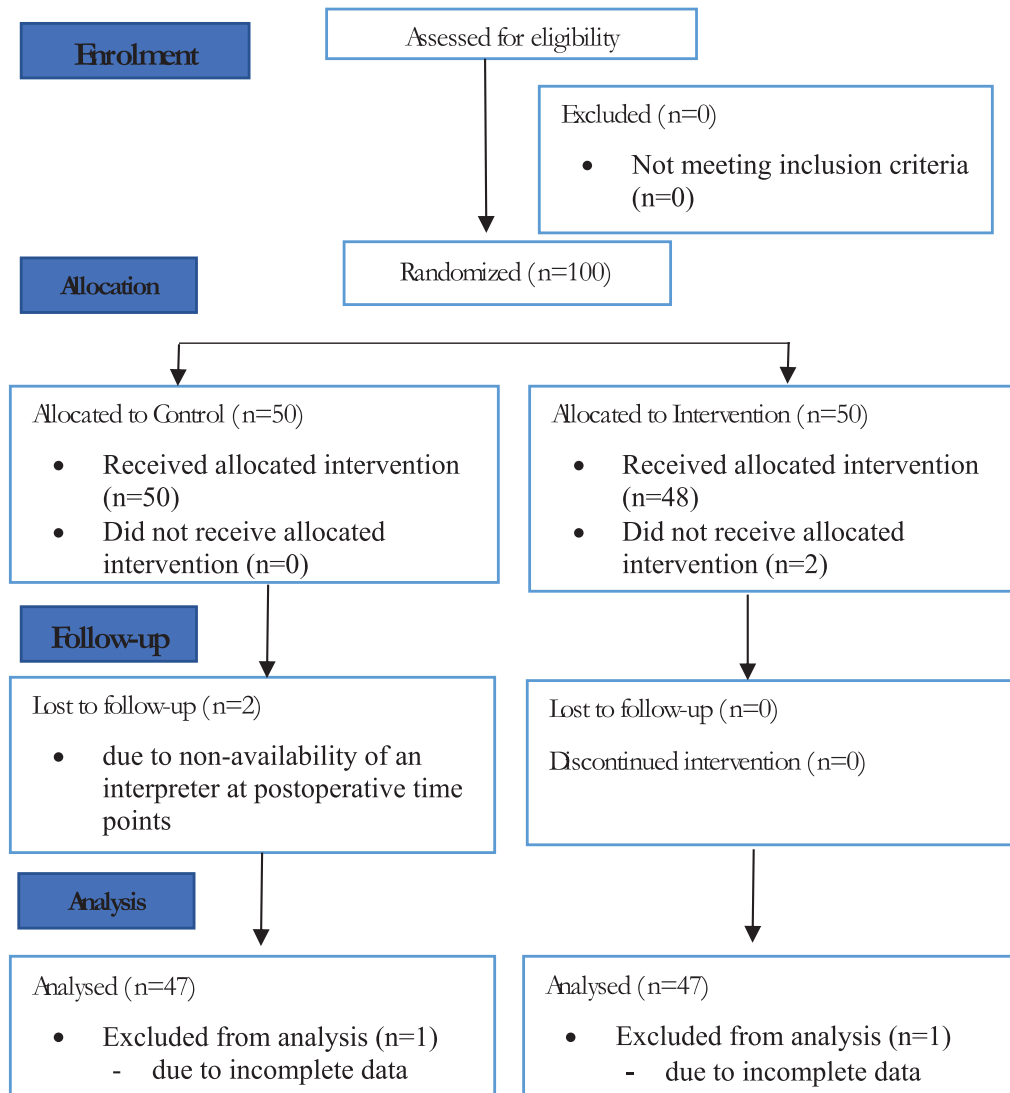 Enrolment
Assessed for eligibility
Excluded (n=0)
• Not meeting inclusion criteria
(n=0)
Randomized (n=100)
Allocation
Allocated to Control (n=50)
• Received allocated intervention
(n=50)
• Did not receive allocated
intervention (n=0)
Allocated to Intervention (n=50)
• Received allocated intervention
(n=48)
• Did not receive allocated
intervention (n=2)
Follow-up
Lost to follow-up (n=2)
• due to non-availability of an
interpreter at postoperative time
points
Lost to follow-up (n=0)
Discontinued intervention (n=0)
Analysis
Analysed (n=47)
• Excluded from analysis (n=1)
- due to incomplete data
Analysed (n=47)
• Excluded from analysis (n=1)
- due to incomplete data